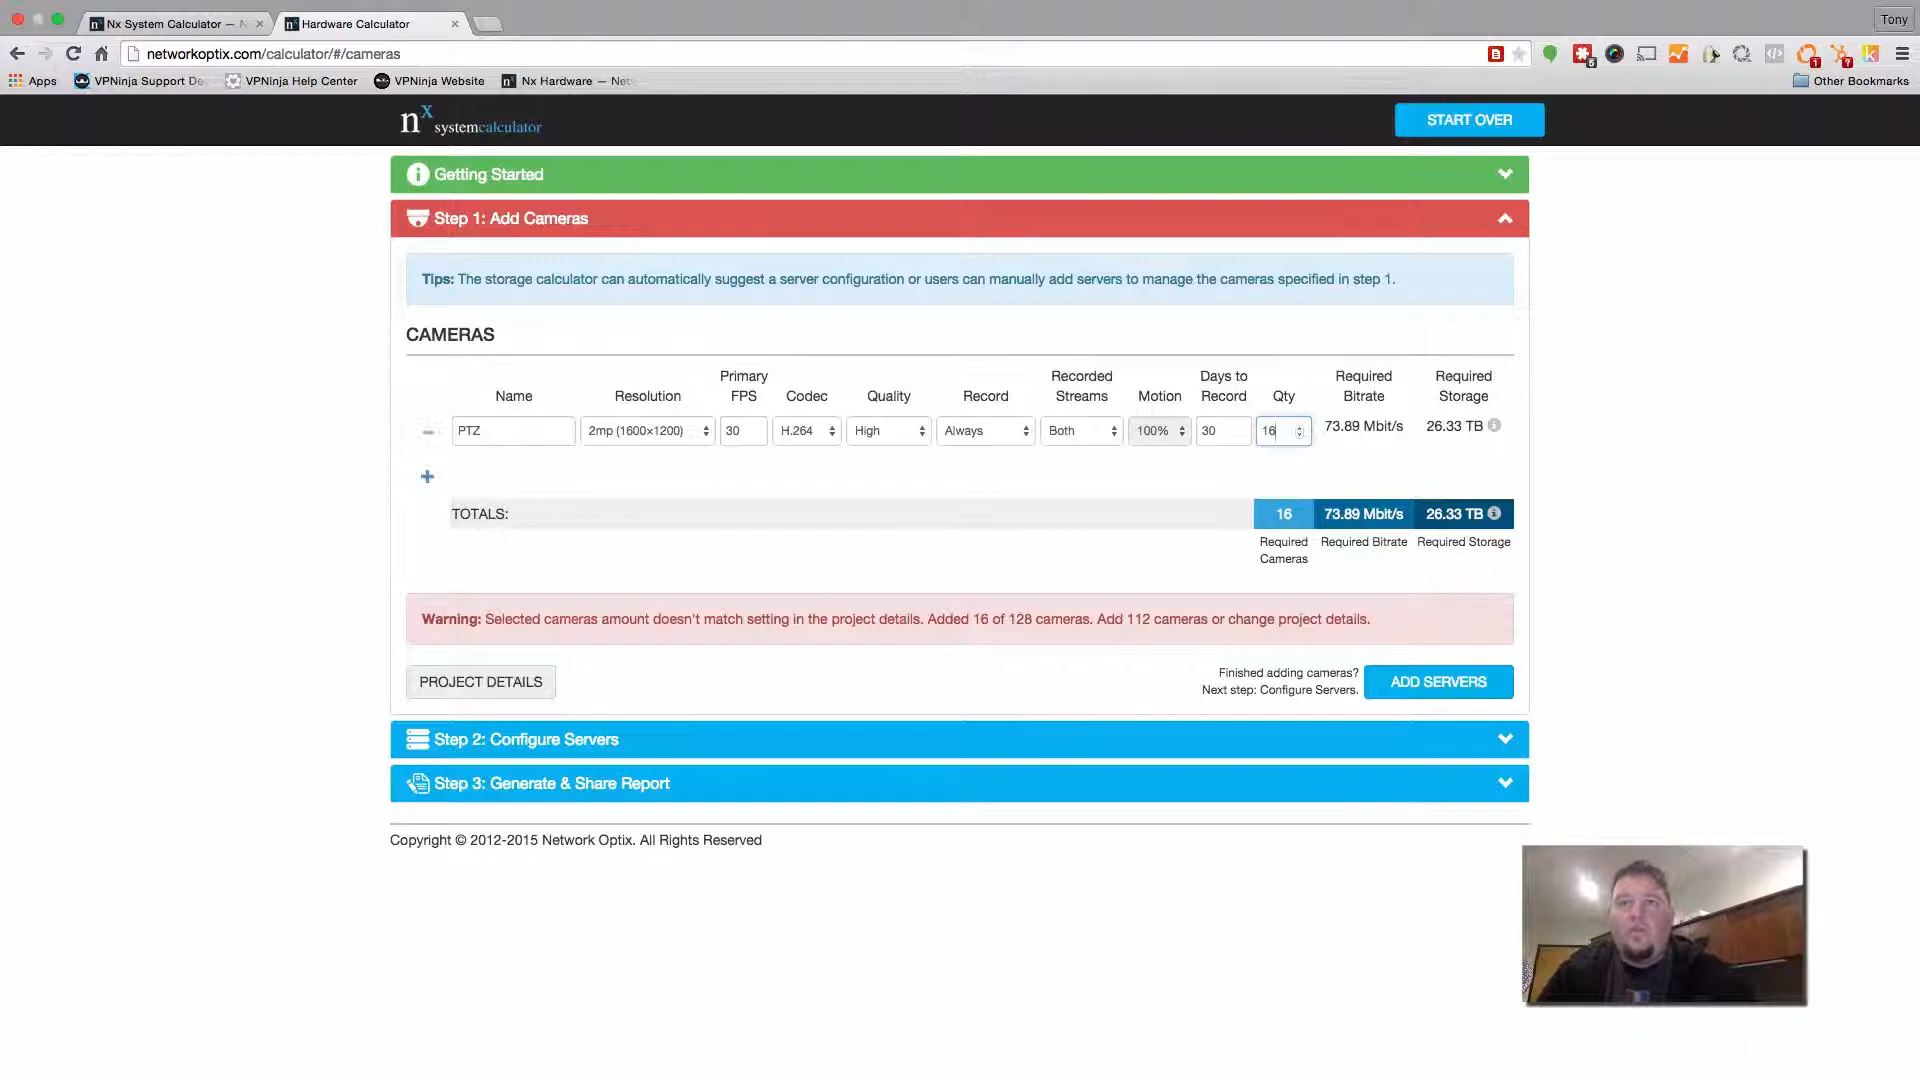 Nx System Calculator — N
Hardware Calculator
Tony
networkoptix.com/calculator/#/cameras
Apps
VPNinja Support De
VPNinja Help Center
VPNinja Website
Nx Hardware — Net
Other Bookmarks
nx systemcalculator
START OVER
Getting Started
Step 1: Add Cameras
Tips: The storage calculator can automatically suggest a server configuration or users can manually add servers to manage the cameras specified in step 1.
CAMERAS
Name Resolution Primary FPS Codec Quality Record Recorded Streams Motion Days to Record Qty Required Bitrate Required Storage
PTZ 2mp (1600×1200) 30 H.264 High Always Both 100% 30 16 73.89 Mbit/s 26.33 TB
TOTALS: 16 73.89 Mbit/s 26.33 TB
Required Cameras Required Bitrate Required Storage
Warning: Selected cameras amount doesn't match setting in the project details. Added 16 of 128 cameras. Add 112 cameras or change project details.
PROJECT DETAILS
Finished adding cameras?
Next step: Configure Servers.
ADD SERVERS
Step 2: Configure Servers
Step 3: Generate & Share Report
Copyright © 2012-2015 Network Optix. All Rights Reserved